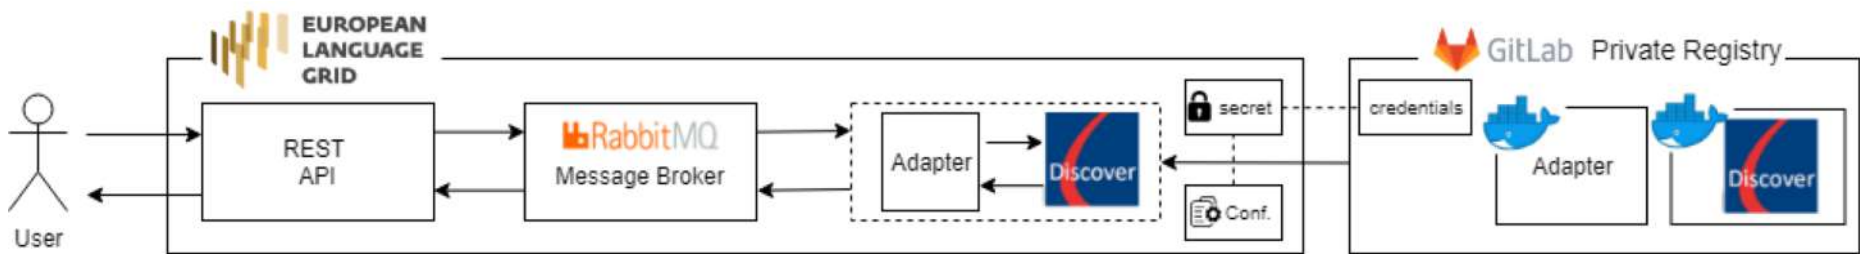 EUROPEAN
LANGUAGE
GRID
GitLab Private Registry
secret
credentials
REST
API
RabbitMQ
Message Broker
Adapter
Discover
Adapter
Discover
Conf.
User